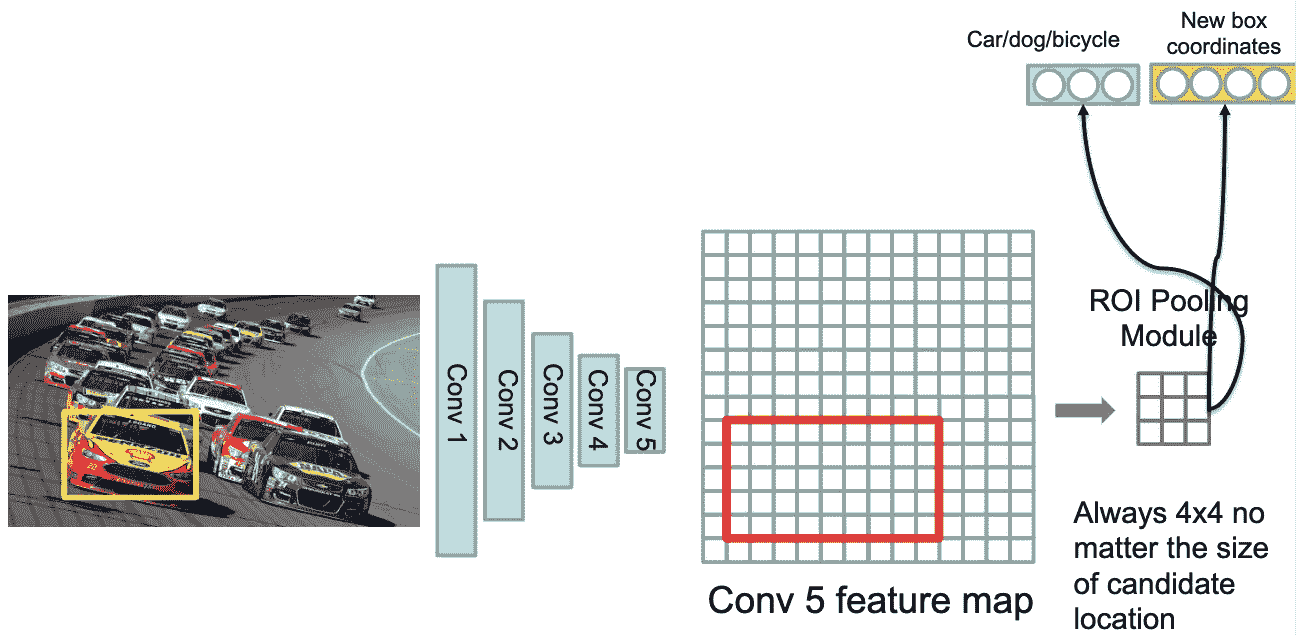 Car/dog/bicycle
New box
coordinates
Conv 1
Conv 2
Conv 3
Conv 4
Conv 5
ROI Pooling
Module
Conv 5 feature map
Always 4x4 no
matter the size
of candidate
location